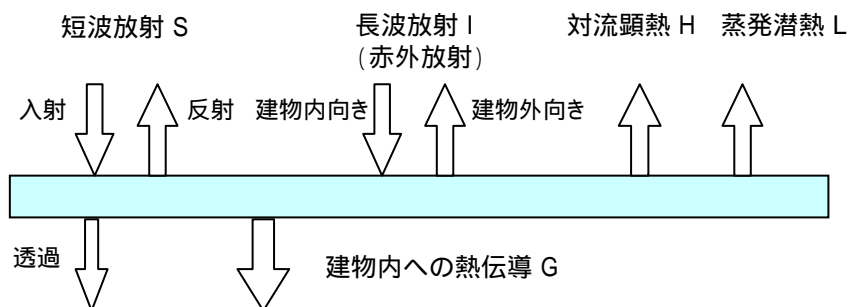 短波放射 S
長波放射 I
(赤外放射)
対流顕熱 H
蒸発潜熱 L
入射
反射
建物内向き
建物外向き
透過
建物内への熱伝導 G